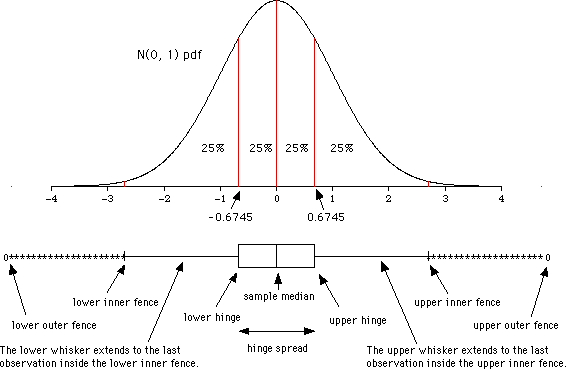 N(0, 1) pdf
25% 25% 25% 25%
-4 -3 -2 -1 0 1 2 3 4
-0.6745 0.6745
0*********************** ***********************0
lower inner fence sample median upper inner fence
lower outer fence lower hinge upper hinge upper outer fence
The lower whisker extends to the last
observation inside the lower inner fence.
hinge spread
The upper whisker extends to the last
observation inside the upper inner fence.